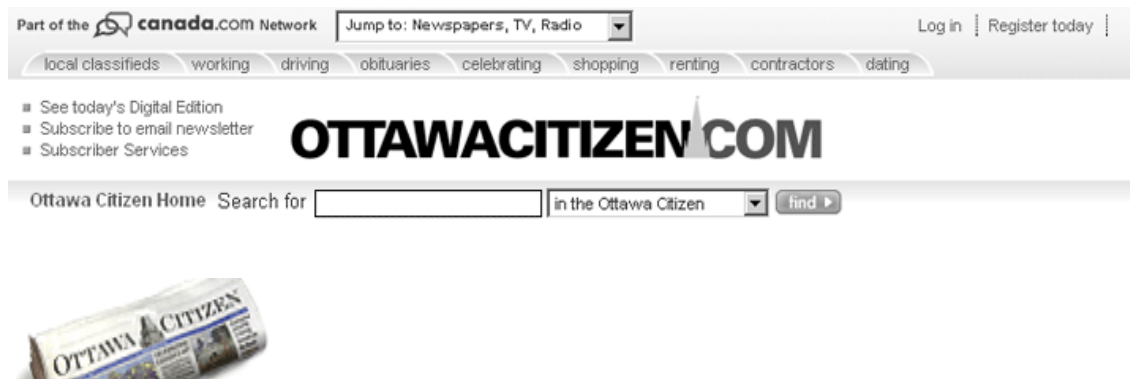 Part of the canada.com Network
Jump to: Newspapers, TV, Radio
Log in
Register today
local classifieds working driving obituaries celebrating shopping renting contractors dating
See today's Digital Edition
Subscribe to email newsletter
Subscriber Services
OTTAWACITIZEN.COM
Ottawa Citizen Home Search for in the Ottawa Citizen find
OTTAWA CITIZEN